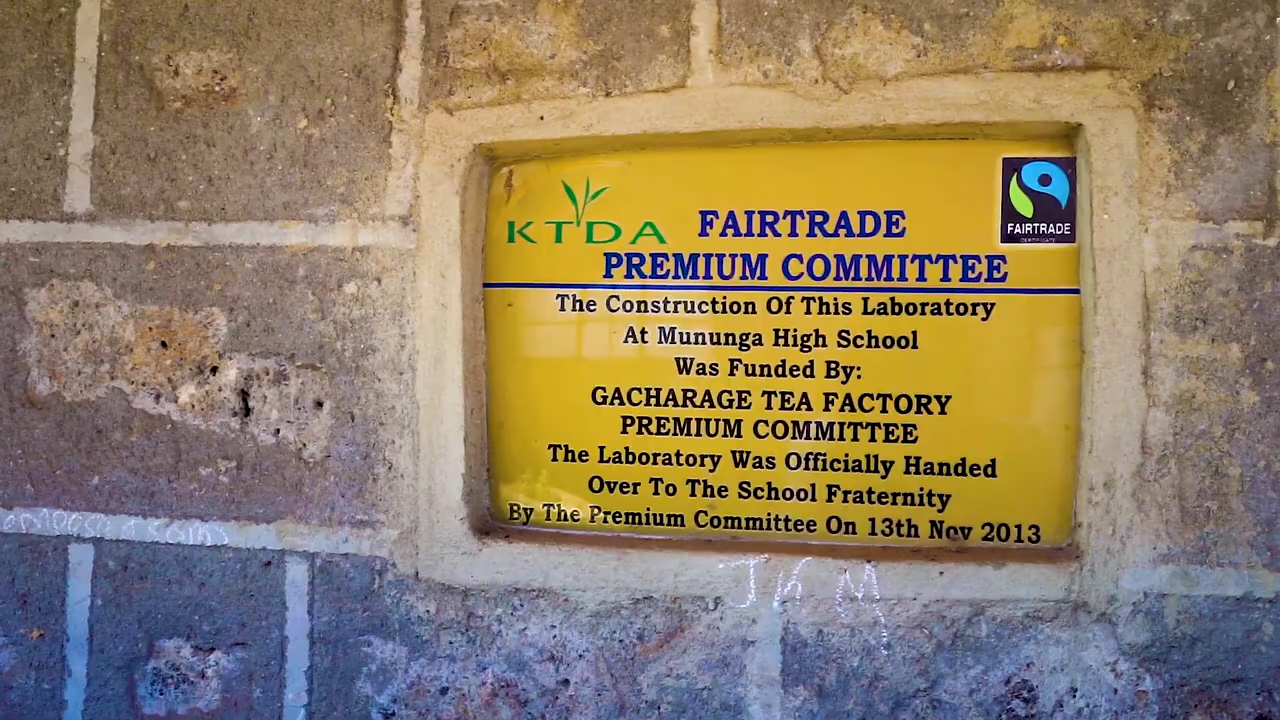 KTDA
FAIRTRADE
PREMIUM COMMITTEE
FAIRTRADE
The Construction Of This Laboratory
At Mununga High School
Was Funded By:
GACHARAGE TEA FACTORY
PREMIUM COMMITTEE
The Laboratory Was Officially Handed
Over To The School Fraternity
By The Premium Committee On 13th Nov 2013
JKM